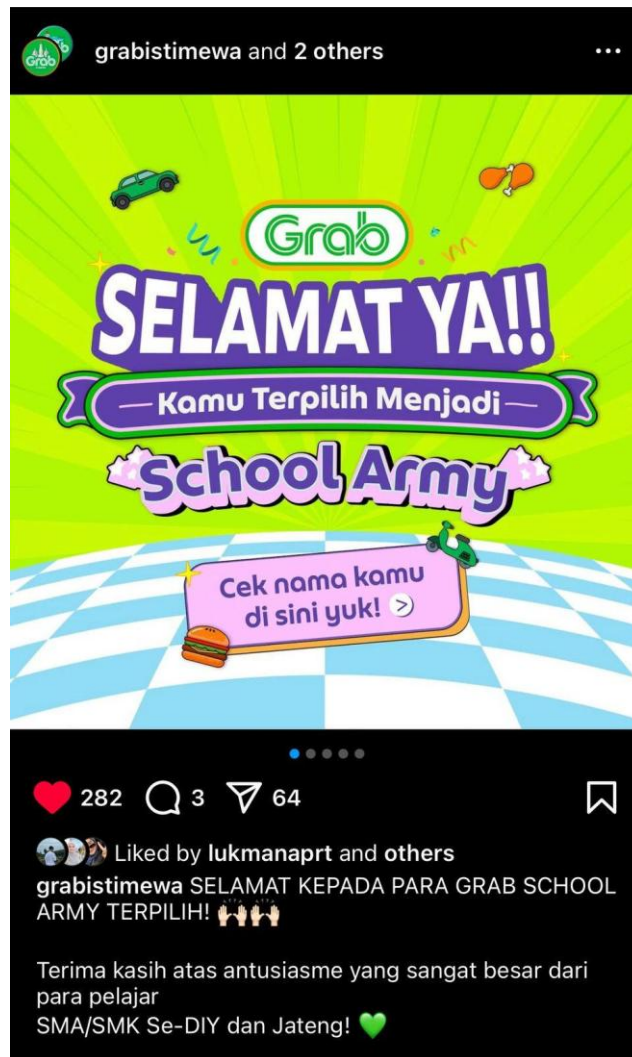 grabistimewa and 2 others
Grab
SELAMAT YA!!
Kamu Terpilih Menjadi
School Army
Cek nama kamu
di sini yuk!
282 3 64
Liked by lukmanaprt and others
grabistimewa SELAMAT KEPADA PARA GRAB SCHOOL
ARMY TERPILIH! 🙌🏻🙌🏻
Terima kasih atas antusiasme yang sangat besar dari
para pelajar
SMA/SMK Se-DIY dan Jateng! 💚